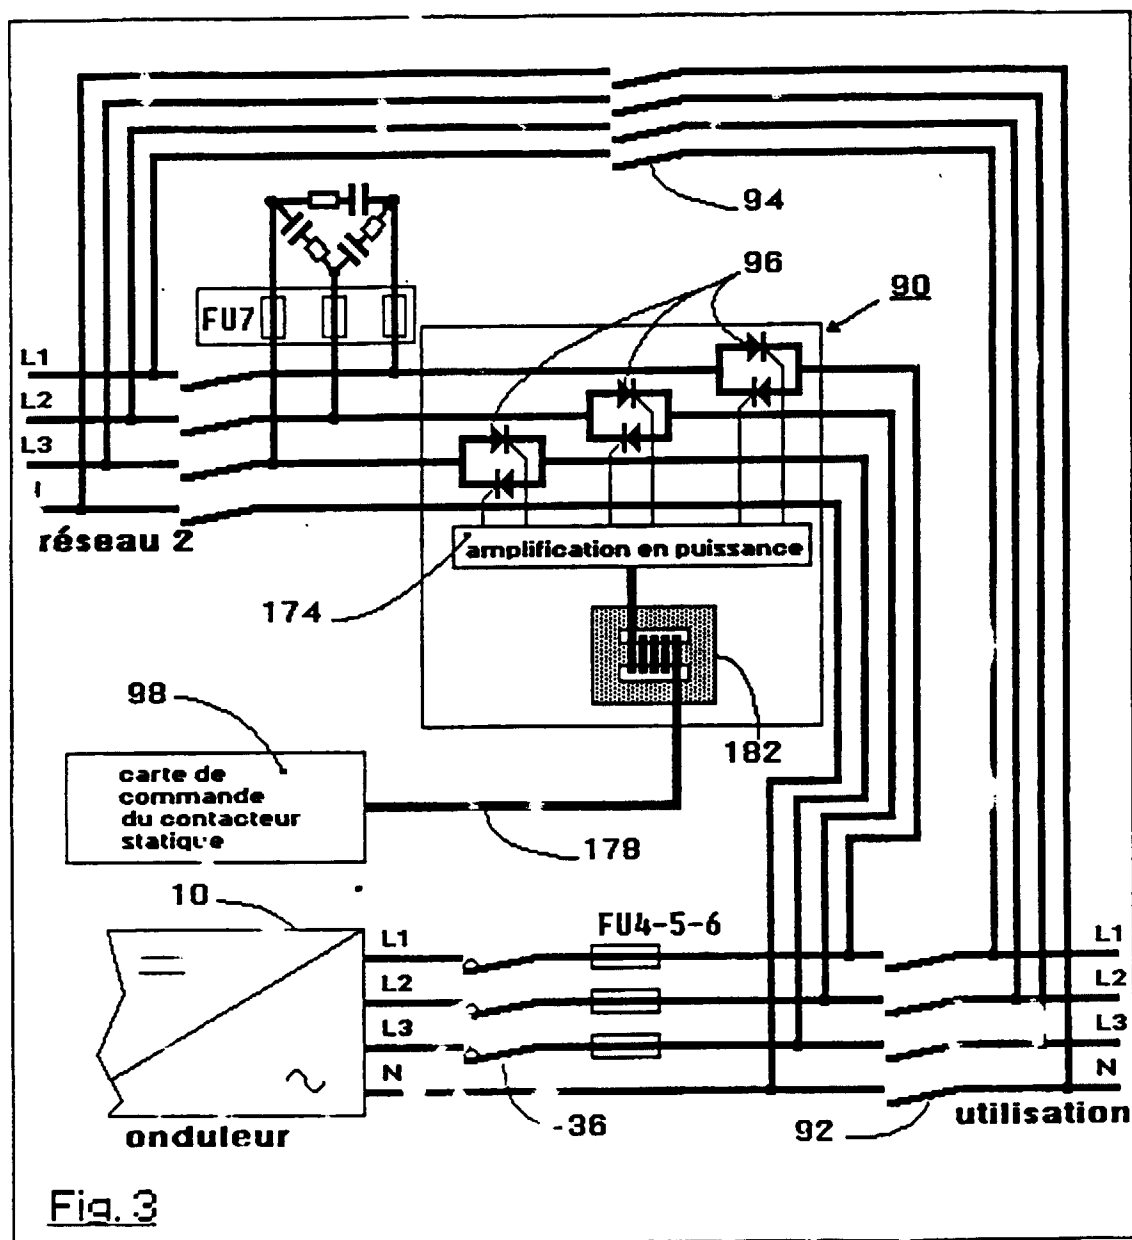 94
96
90
FU7
L1
L2
L3
réseau 2
amplification en puissance
174
98
182
carte de
commande
du contacteur
statique
178
10
FU4-5-6
L1
L2
L3
N
L1
L2
L3
N
-36
92
onduleur
utilisation
Fig. 3